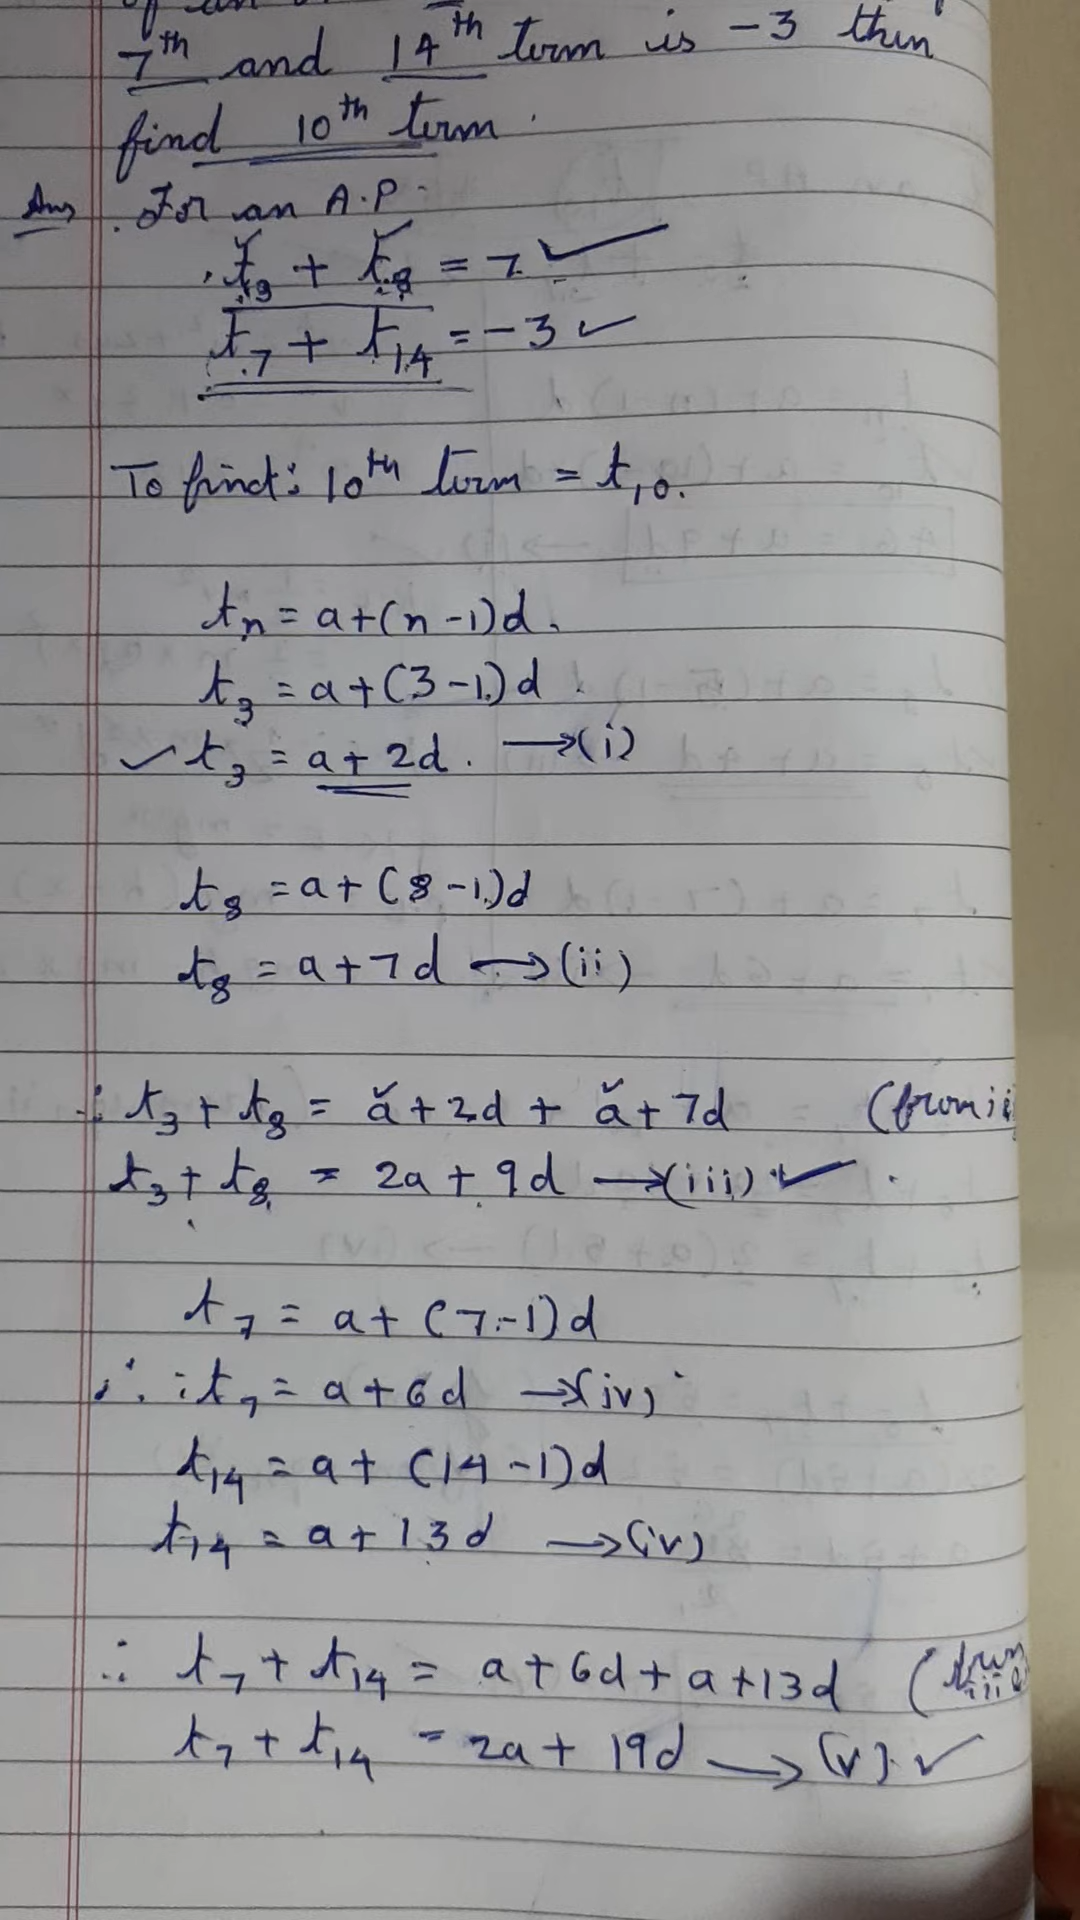 of an
7th and 14th term is -3 then
find 10th term.
Ans . For an A.P.
t3 + t8 = 7 ✓
t7 + t14 = -3 ✓
To find: 10th term = t10.
tn = a+(n-1)d.
t3 = a+(3-1)d.
✓ t3 = a+2d. →(i)
t8 = a+(8-1)d
t8 = a+7d →(ii)
∴ t3+t8 = a+2d + a+7d (from i
t3+t8 = 2a+9d →(iii) ✓
t7 = a+(7-1)d
∴ t7 = a+6d →(iv)
t14 = a+(14-1)d
t14 = a+13d →(iv)
∴ t7+t14 = a+6d+a+13d (from
t7+t14 = 2a+19d →(v). ✓